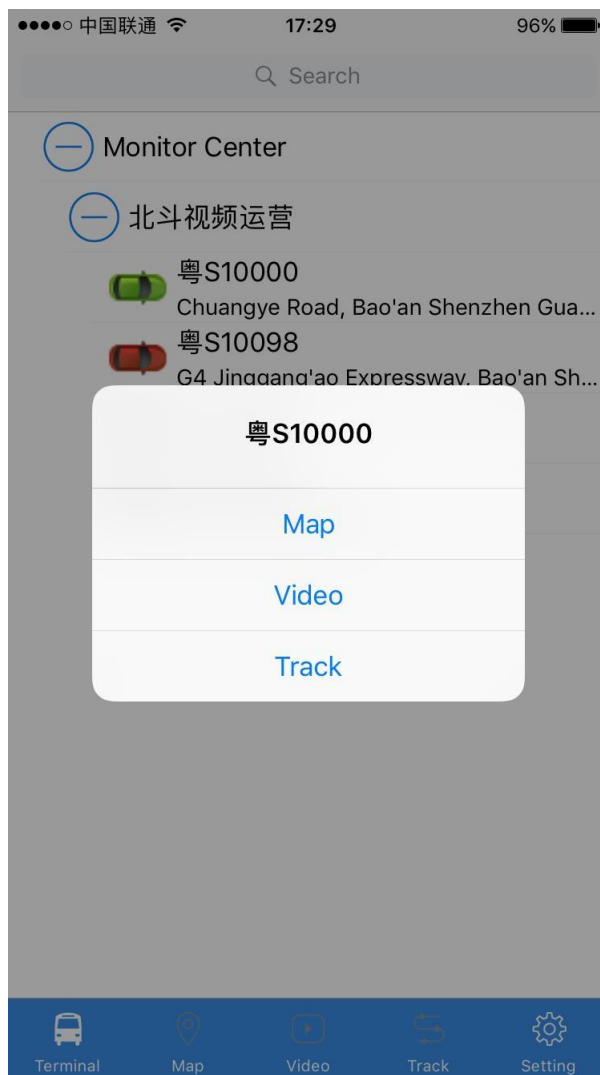 中国联通
17:29
96%
Search
Monitor Center
北斗视频运营
粤S10000
Chuangye Road, Bao'an Shenzhen Gua...
粤S10098
G4 Jinggang'ao Expressway, Bao'an Sh...
粤S10000
Map
Video
Track
Terminal
Map
Video
Track
Setting